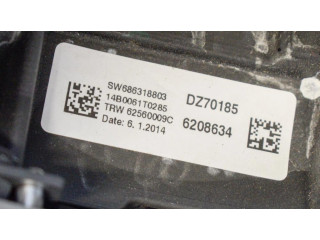 SW686318803
14B0061T0285
TRW 62560009C
Date: 6. 1.2014
DZ70185
6208634